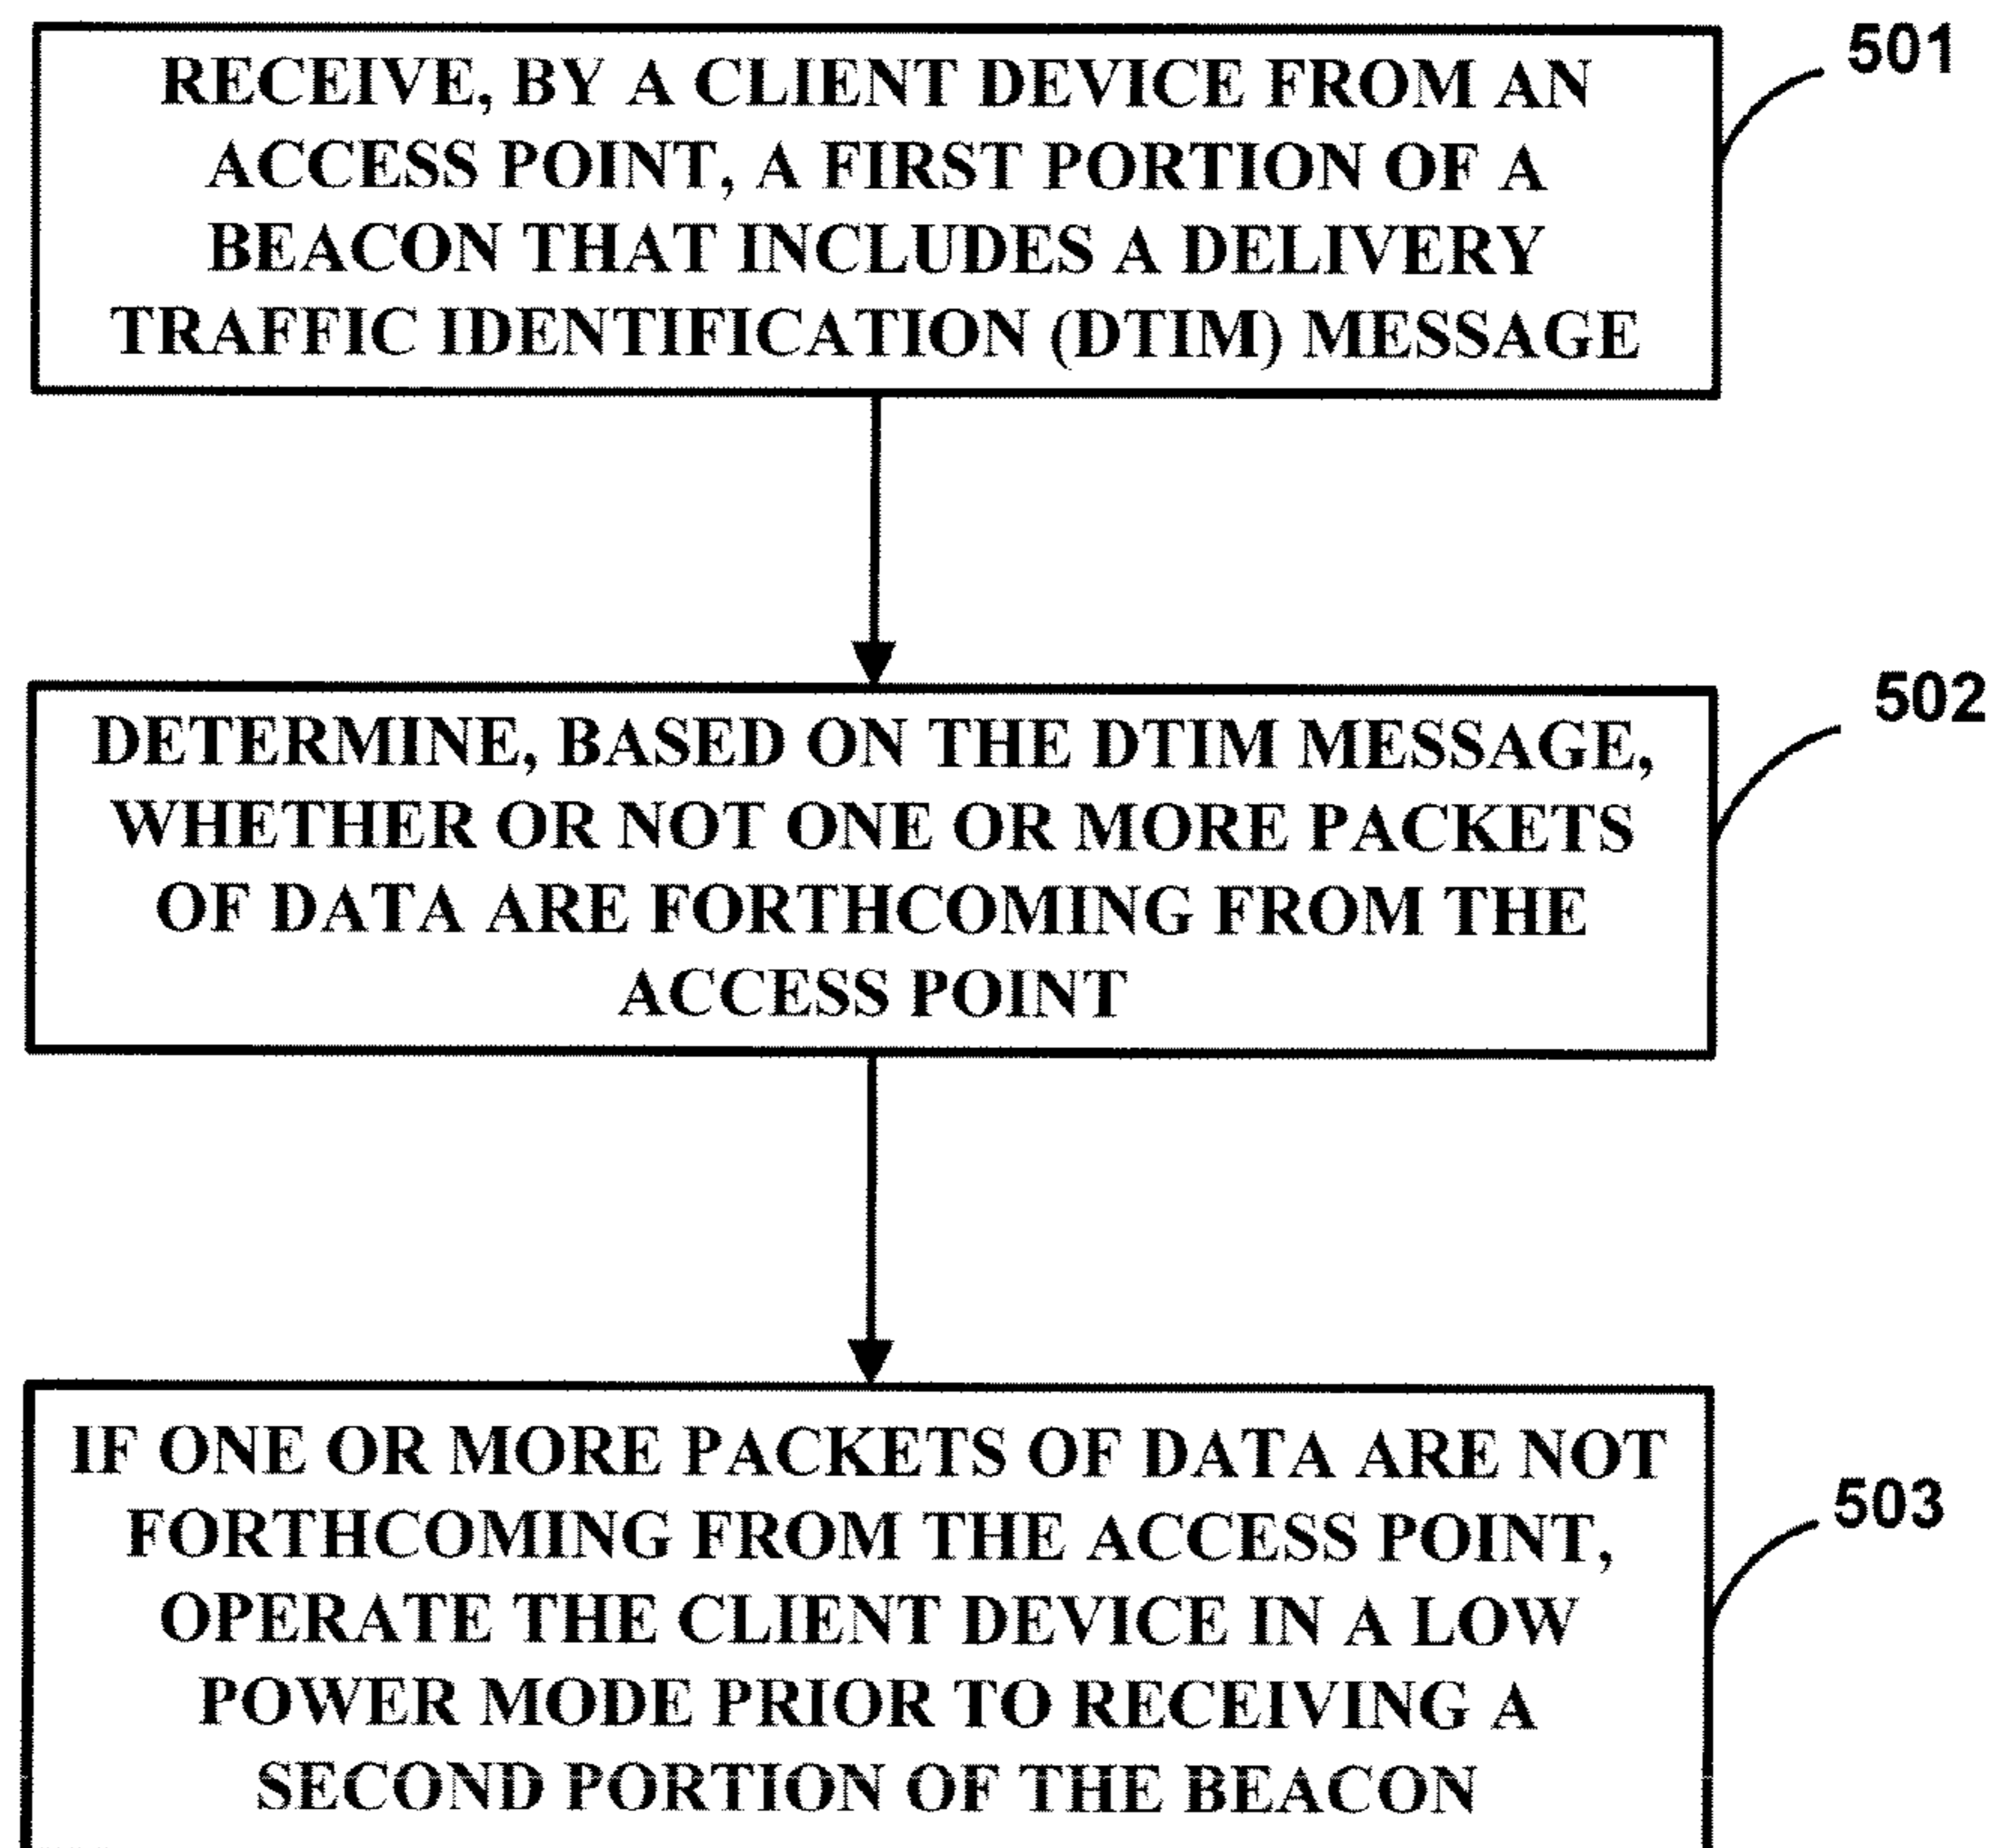 501
RECEIVE, BY A CLIENT DEVICE FROM AN
ACCESS POINT, A FIRST PORTION OF A
BEACON THAT INCLUDES A DELIVERY
TRAFFIC IDENTIFICATION (DTIM) MESSAGE
502
DETERMINE, BASED ON THE DTIM MESSAGE,
WHETHER OR NOT ONE OR MORE PACKETS
OF DATA ARE FORTHCOMING FROM THE
ACCESS POINT
503
IF ONE OR MORE PACKETS OF DATA ARE NOT
FORTHCOMING FROM THE ACCESS POINT,
OPERATE THE CLIENT DEVICE IN A LOW
POWER MODE PRIOR TO RECEIVING A
SECOND PORTION OF THE BEACON